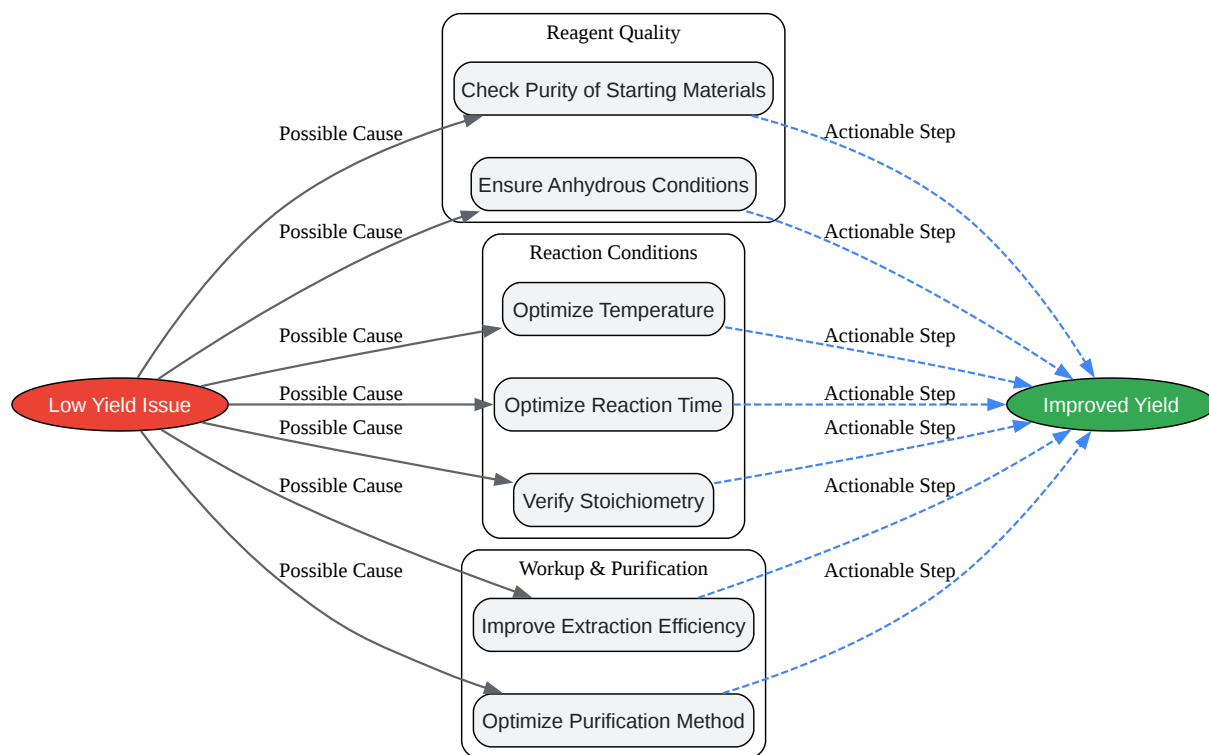 Reagent Quality
Check Purity of Starting Materials
Possible Cause
Actionable Step
Ensure Anhydrous Conditions
Possible Cause
Actionable Step
Reaction Conditions
Optimize Temperature
Possible Cause
Actionable Step
Low Yield Issue
Possible Cause
Optimize Reaction Time
Actionable Step
Improved Yield
Possible Cause
Actionable Step
Verify Stoichiometry
Possible Cause
Actionable Step
Workup & Purification
Possible Cause
Actionable Step
Improve Extraction Efficiency
Optimize Purification Method